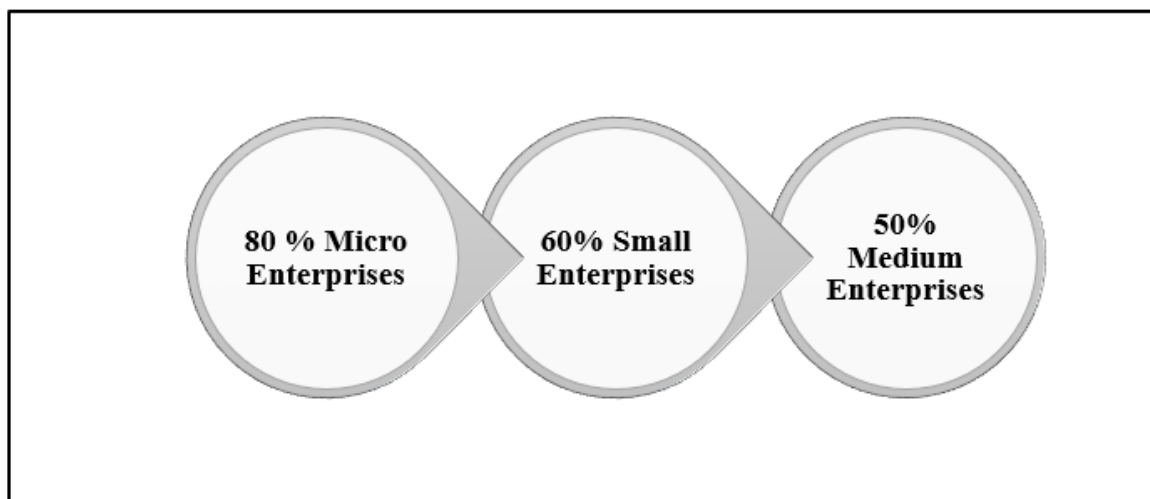 80 % Micro
Enterprises
60% Small
Enterprises
50%
Medium
Enterprises